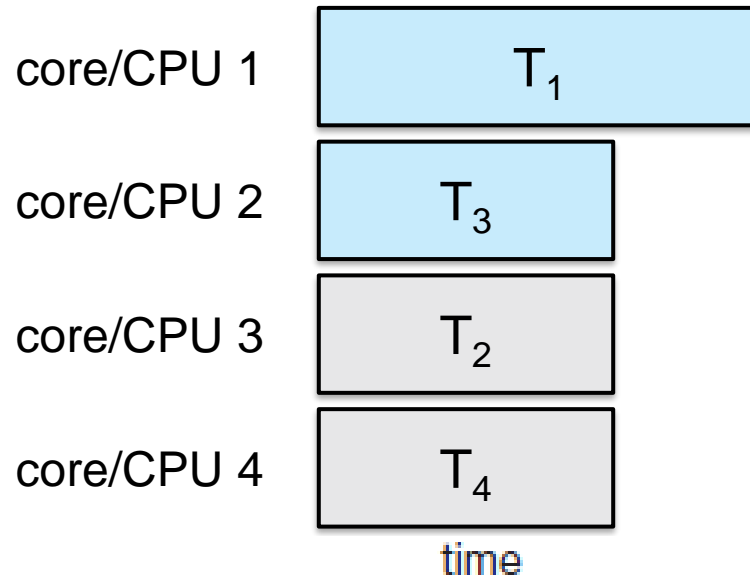 core/CPU 1 T₁
core/CPU 2 T₃
core/CPU 3 T₂
core/CPU 4 T₄
time